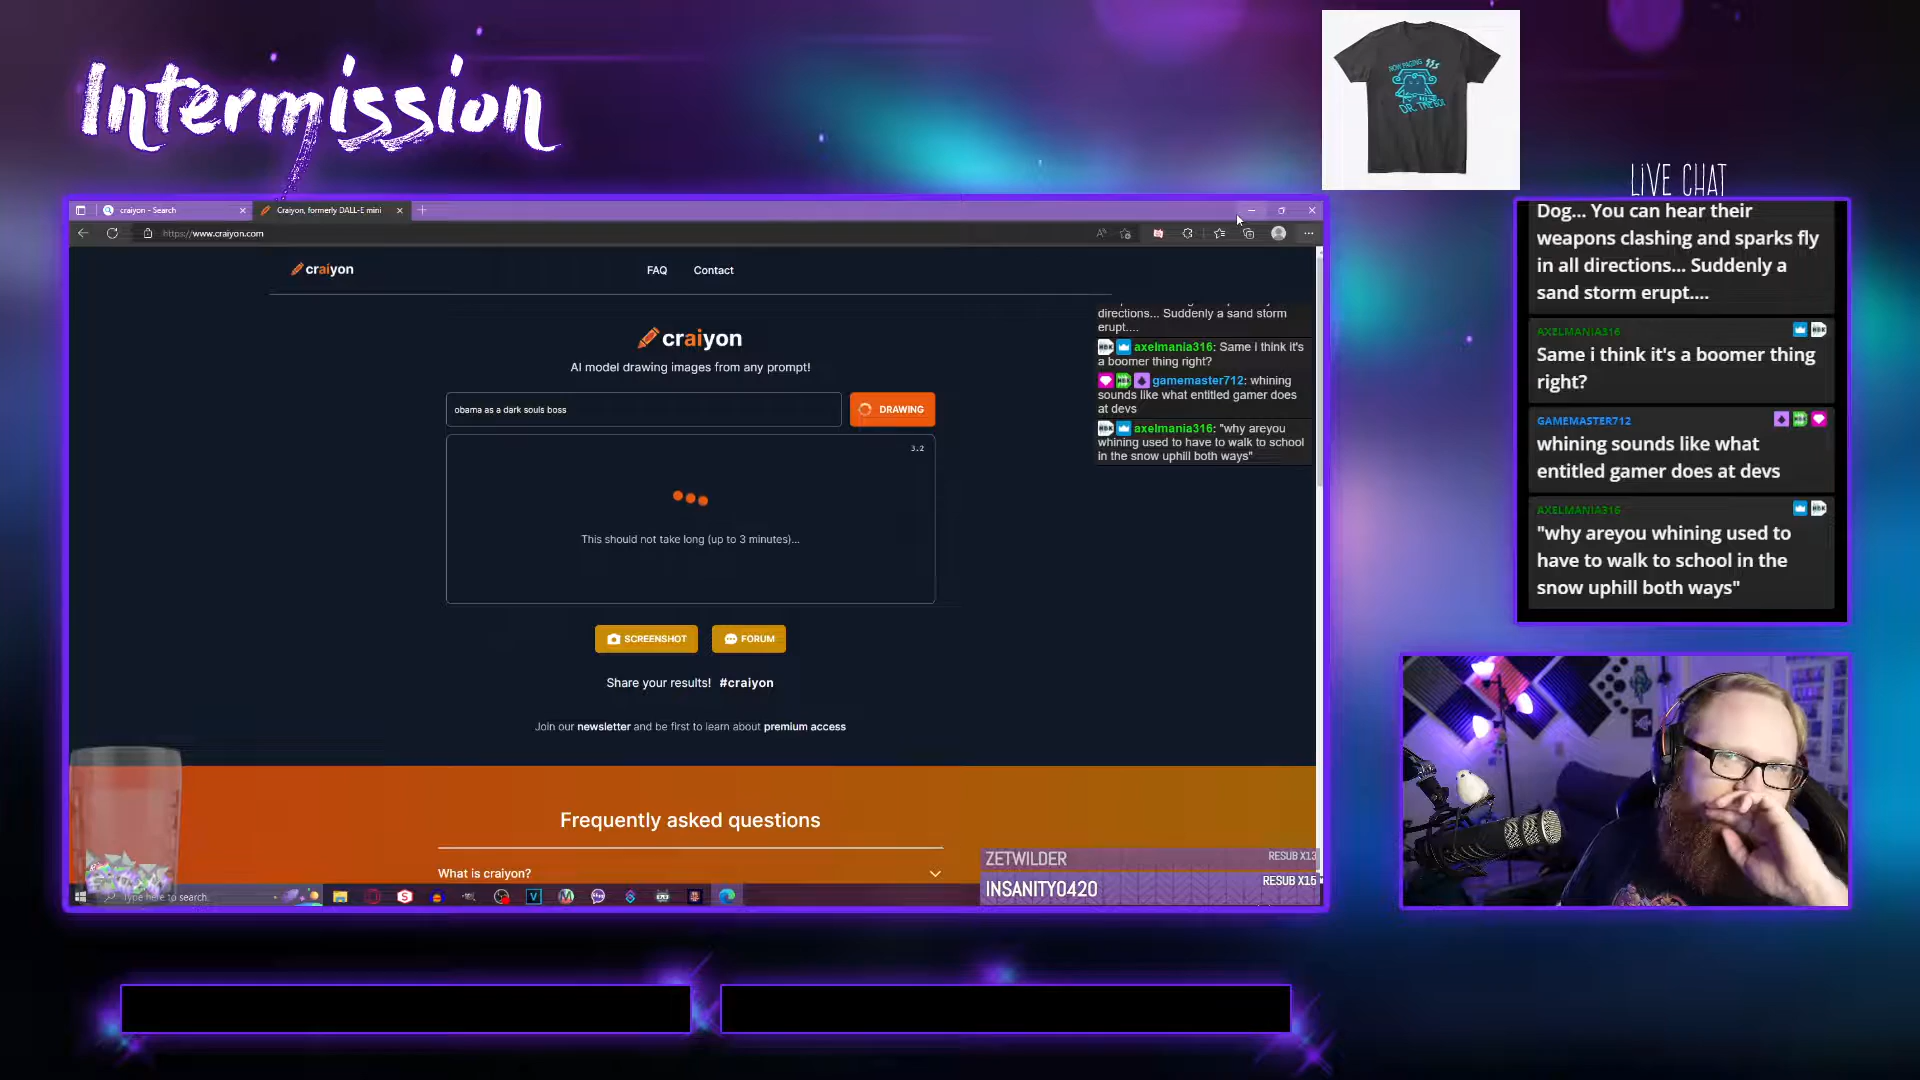 Intermission
NOW PACING $$$
DR. THE BOI
LIVE CHAT
craiyon - Search
Craiyon, formerly DALL-E mini
https://www.craiyon.com
craiyon
FAQ
Contact
craiyon
AI model drawing images from any prompt!
obama as a dark souls boss
DRAWING
3.2
This should not take long (up to 3 minutes)...
SCREENSHOT
FORUM
Share your results! #craiyon
Join our newsletter and be first to learn about premium access
Frequently asked questions
What is craiyon?
directions... Suddenly a sand storm
erupt....
axelmania316: Same i think it's
a boomer thing right?
gamemaster712: whining
sounds like what entitled gamer does
at devs
axelmania316: "why areyou
whining used to have to walk to school
in the snow uphill both ways"
ZETWILDER
RESUB X13
INSANITY0420
RESUB X15
Type here to search
Dog... You can hear their
weapons clashing and sparks fly
in all directions... Suddenly a
sand storm erupt....
AXELMANIA316
Same i think it's a boomer thing
right?
GAMEMASTER712
whining sounds like what
entitled gamer does at devs
AXELMANIA316
"why areyou whining used to
have to walk to school in the
snow uphill both ways"